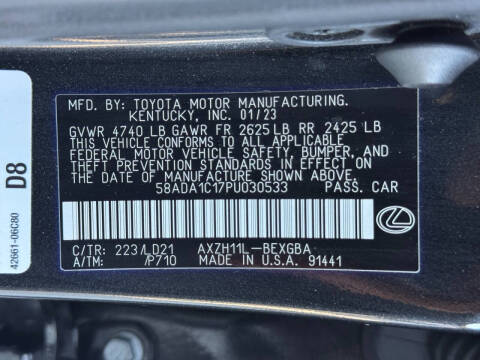 MFD. BY: TOYOTA MOTOR MANUFACTURING.
KENTUCKY, INC. 01/23
GVWR 4740 LB GAWR FR 2625 LB RR 2425 LB
THIS VEHICLE CONFORMS TO ALL APPLICABLE
FEDERAL MOTOR VEHICLE SAFETY, BUMPER, AND
THEFT PREVENTION STANDARDS IN EFFECT ON
THE DATE OF MANUFACTURE SHOWN ABOVE.
58ADA1C17PU030533 PASS. CAR
C/TR: 223/LD21 AXZH11L-BEXGBA
A/TM: /P710 MADE IN U.S.A. 91441
D8
42661-06C80